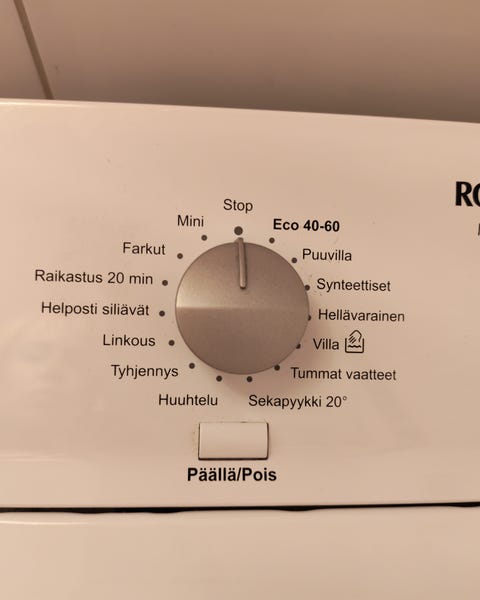 Stop
Eco 40-60
Puuvilla
Synteettiset
Hellävarainen
Villa
Tummat vaatteet
Sekapyykki 20°
Huuhtelu
Tyhjennys
Linkous
Helposti siliävät
Raikastus 20 min
Farkut
Mini
Päällä/Pois